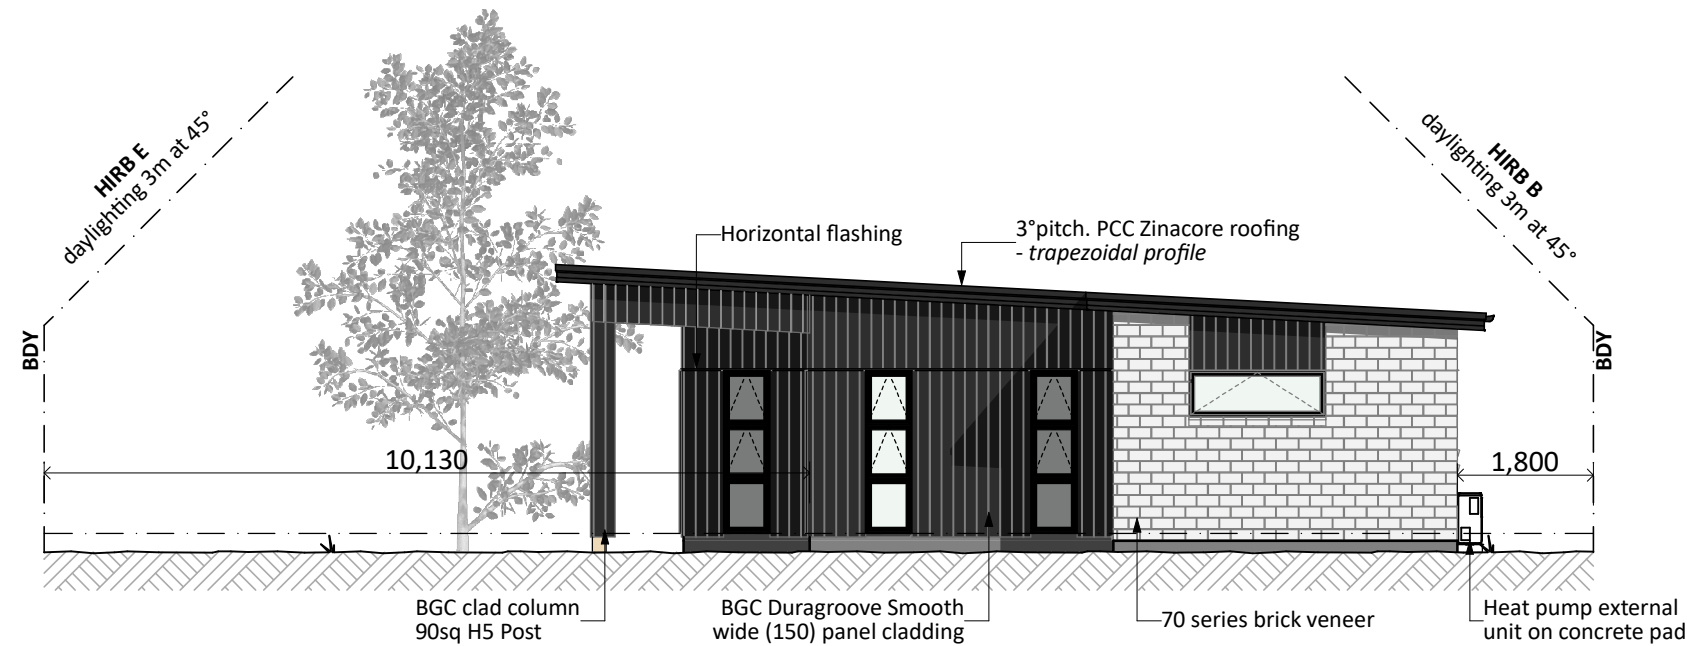 HIRB E
daylighting 3m at 45°
HIRB B
daylighting 3m at 45°
Horizontal flashing
3°pitch. PCC Zinacore roofing
- trapezoidal profile
BDY
BDY
10,130
1,800
BGC clad column
90sq H5 Post
BGC Duragroove Smooth
wide (150) panel cladding
70 series brick veneer
Heat pump external
unit on concrete pad